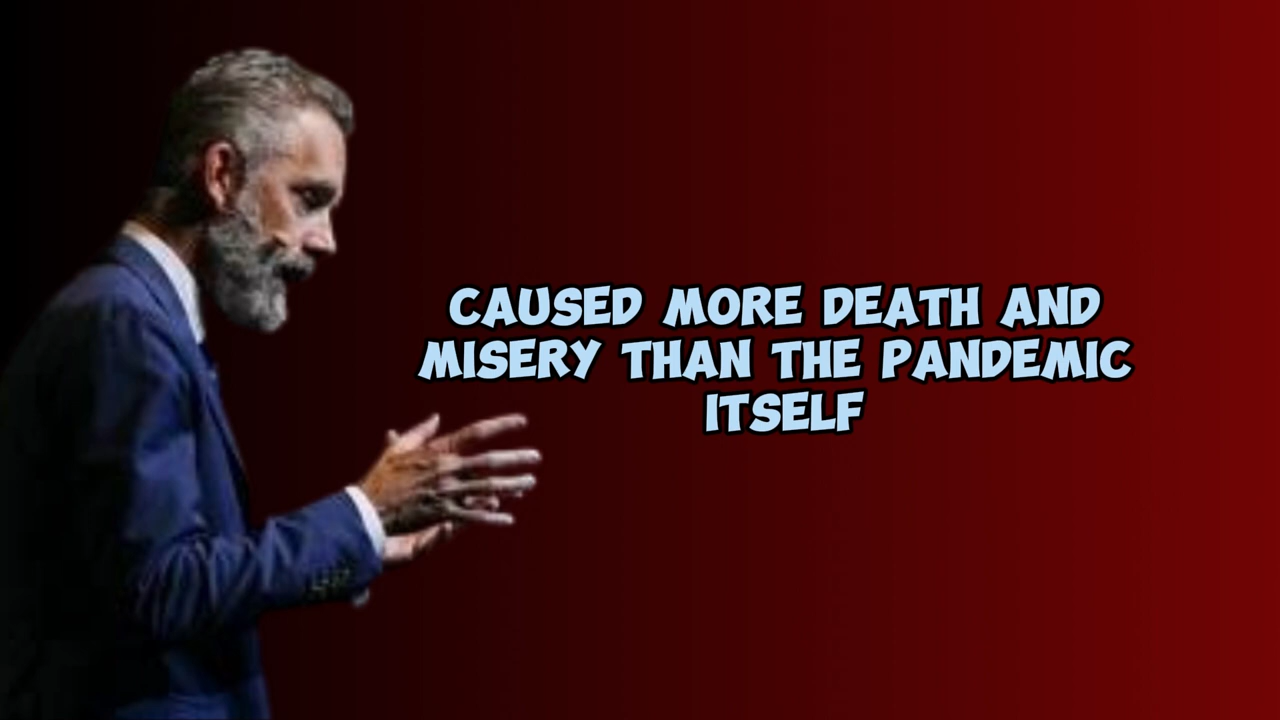 CAUSED MORE DEATH AND
MISERY THAN THE PANDEMIC
ITSELF